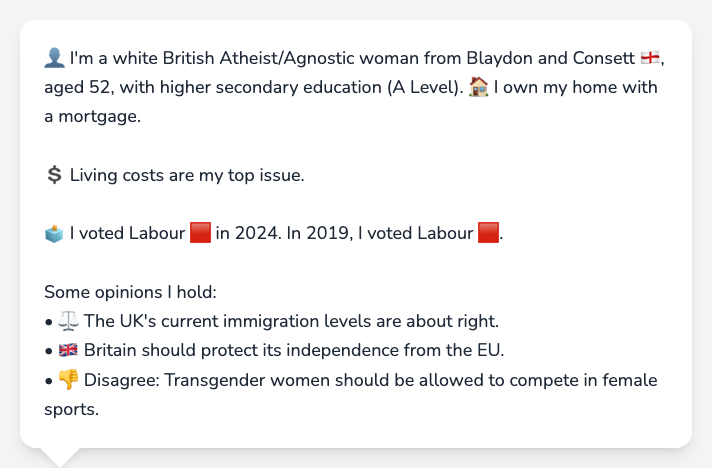 👤 I'm a white British Atheist/Agnostic woman from Blaydon and Consett 🏴󠁧󠁢󠁥󠁮󠁧󠁿,
aged 52, with higher secondary education (A Level). 🏠 I own my home with
a mortgage.
💲 Living costs are my top issue.
🗳️ I voted Labour 🟥 in 2024. In 2019, I voted Labour 🟥.
Some opinions I hold:
• ⚖️ The UK's current immigration levels are about right.
• 🇬🇧 Britain should protect its independence from the EU.
• 👎 Disagree: Transgender women should be allowed to compete in female
sports.